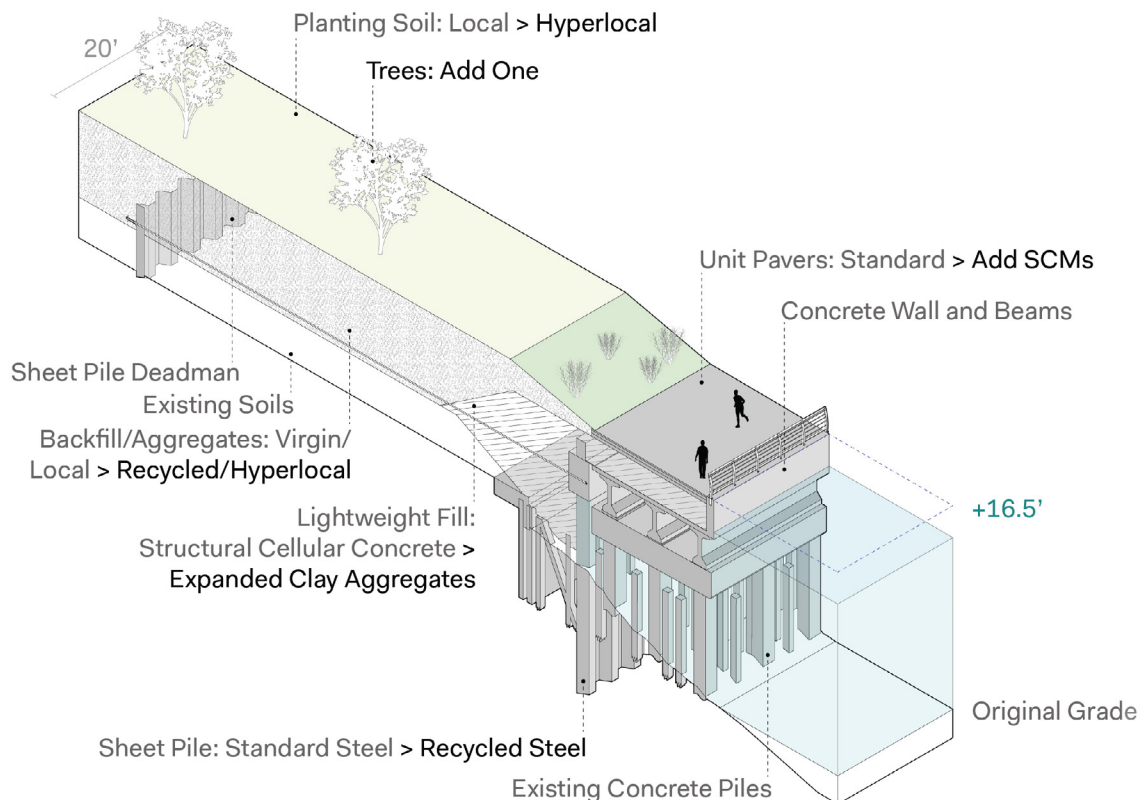 Planting Soil: Local > Hyperlocal
20’
Trees: Add One
Unit Pavers: Standard > Add SCMs
Concrete Wall and Beams
Sheet Pile Deadman
Existing Soils
Backfill/Aggregates: Virgin/
Local > Recycled/Hyperlocal
+16.5’
Lightweight Fill:
Structural Cellular Concrete >
Expanded Clay Aggregates
Original Grade
Sheet Pile: Standard Steel > Recycled Steel
Existing Concrete Piles